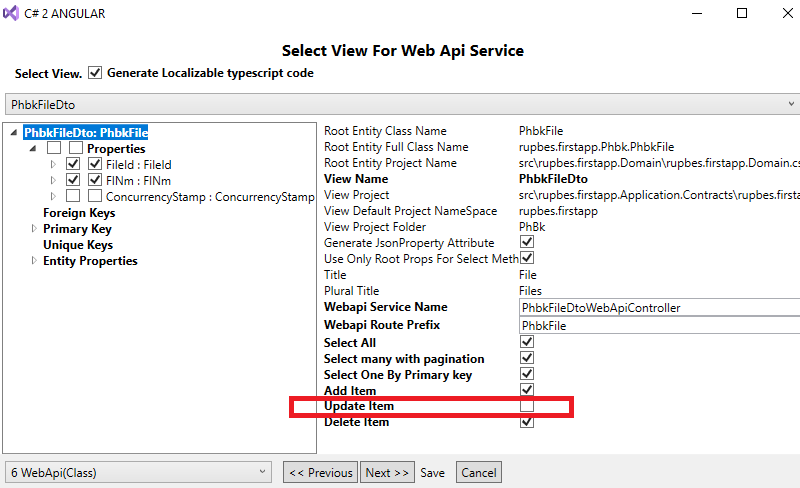 C# 2 ANGULAR
Select View For Web Api Service
Select View. Generate Localizable typescript code
PhbkFileDto
PhbkFileDto: PhbkFile
Properties
FileId : FileId
FlNm : FlNm
ConcurrencyStamp : ConcurrencyStamp
Foreign Keys
Primary Key
Unique Keys
Entity Properties
Root Entity Class Name PhbkFile
Root Entity Full Class Name rupbes.firstapp.Phbk.PhbkFile
Root Entity Project Name src\rupbes.firstapp.Domain\rupbes.firstapp.Domain.cs
View Name PhbkFileDto
View Project src\rupbes.firstapp.Application.Contracts\rupbes.firsta
View Default Project NameSpace rupbes.firstapp
View Project Folder PhBk
Generate JsonProperty Attribute
Use Only Root Props For Select Meth
Title File
Plural Title Files
Webapi Service Name PhbkFileDtoWebApiController
Webapi Route Prefix PhbkFile
Select All
Select many with pagination
Select One By Primary key
Add Item
Update Item
Delete Item
6 WebApi(Class) << Previous Next >> Save Cancel